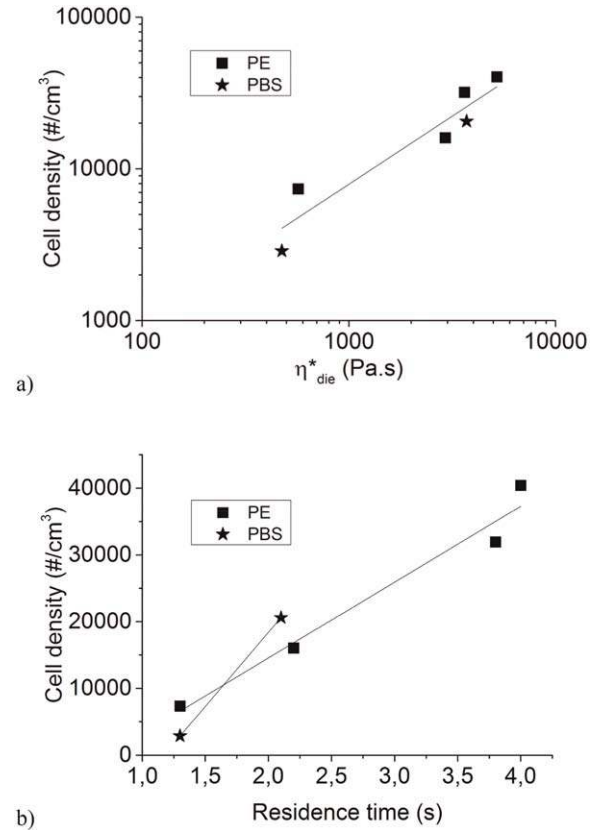 100000
PE
PBS
Cell density (#/cm³)
10000
1000
100 1000 10000
η*die (Pa.s)
a)
40000
PE
PBS
30000
Cell density (#/cm³)
20000
10000
0
1,0 1,5 2,0 2,5 3,0 3,5 4,0
Residence time (s)
b)